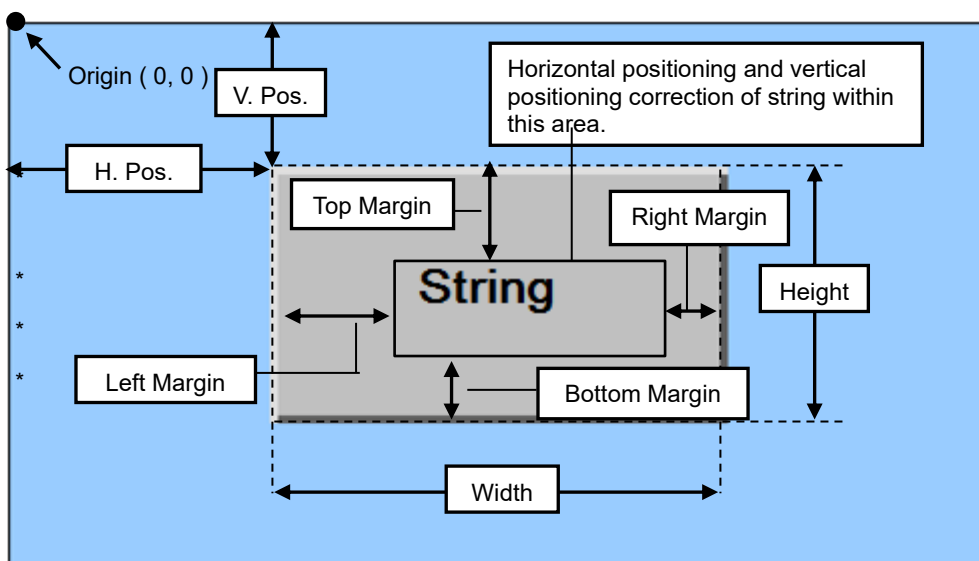 Origin ( 0, 0 )
V. Pos.
Horizontal positioning and vertical
positioning correction of string within
this area.
H. Pos.
*
Top Margin
Right Margin
*
String
Height
*
Left Margin
*
Bottom Margin
Width